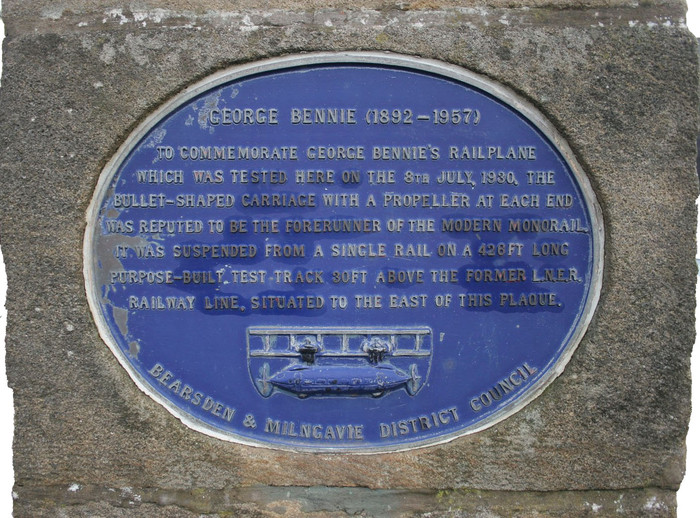 GEORGE BENNIE (1892–1957)
TO COMMEMORATE GEORGE BENNIE'S RAILPLANE
WHICH WAS TESTED HERE ON THE 8TH JULY, 1930. THE
BULLET-SHAPED CARRIAGE WITH A PROPELLER AT EACH END
WAS REPUTED TO BE THE FORERUNNER OF THE MODERN MONORAIL.
IT WAS SUSPENDED FROM A SINGLE RAIL ON A 426FT LONG
PURPOSE-BUILT TEST TRACK 30FT ABOVE THE FORMER L.N.E.R.
RAILWAY LINE, SITUATED TO THE EAST OF THIS PLAQUE.
BEARSDEN & MILNGAVIE DISTRICT COUNCIL